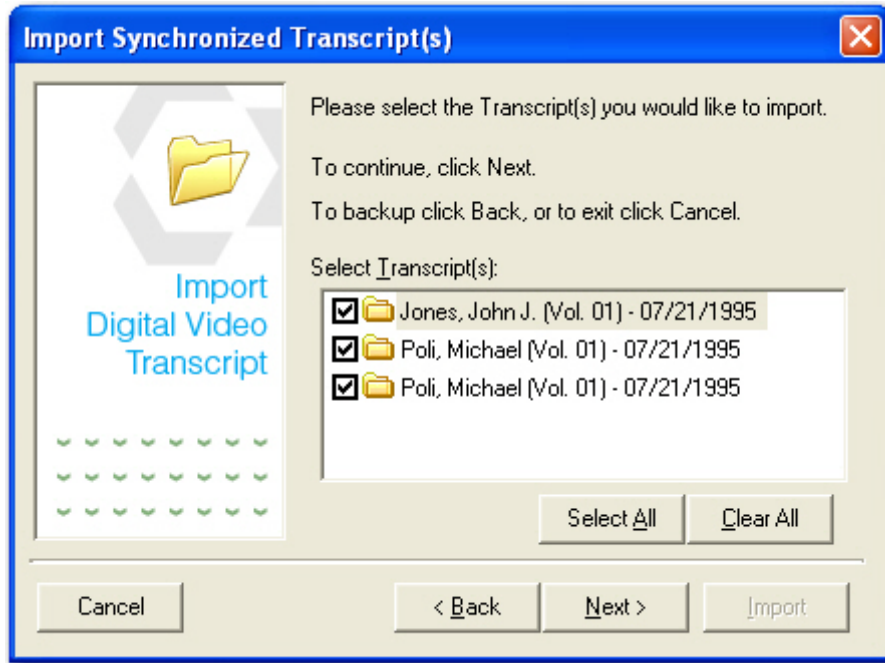 Import Synchronized Transcript(s)
Import
Digital Video
Transcript
Please select the Transcript(s) you would like to import.
To continue, click Next.
To backup click Back, or to exit click Cancel.
Select Transcript(s):
Jones, John J. (Vol. 01) - 07/21/1995
Poli, Michael (Vol. 01) - 07/21/1995
Poli, Michael (Vol. 01) - 07/21/1995
Select All
Clear All
Cancel
< Back
Next >
Import